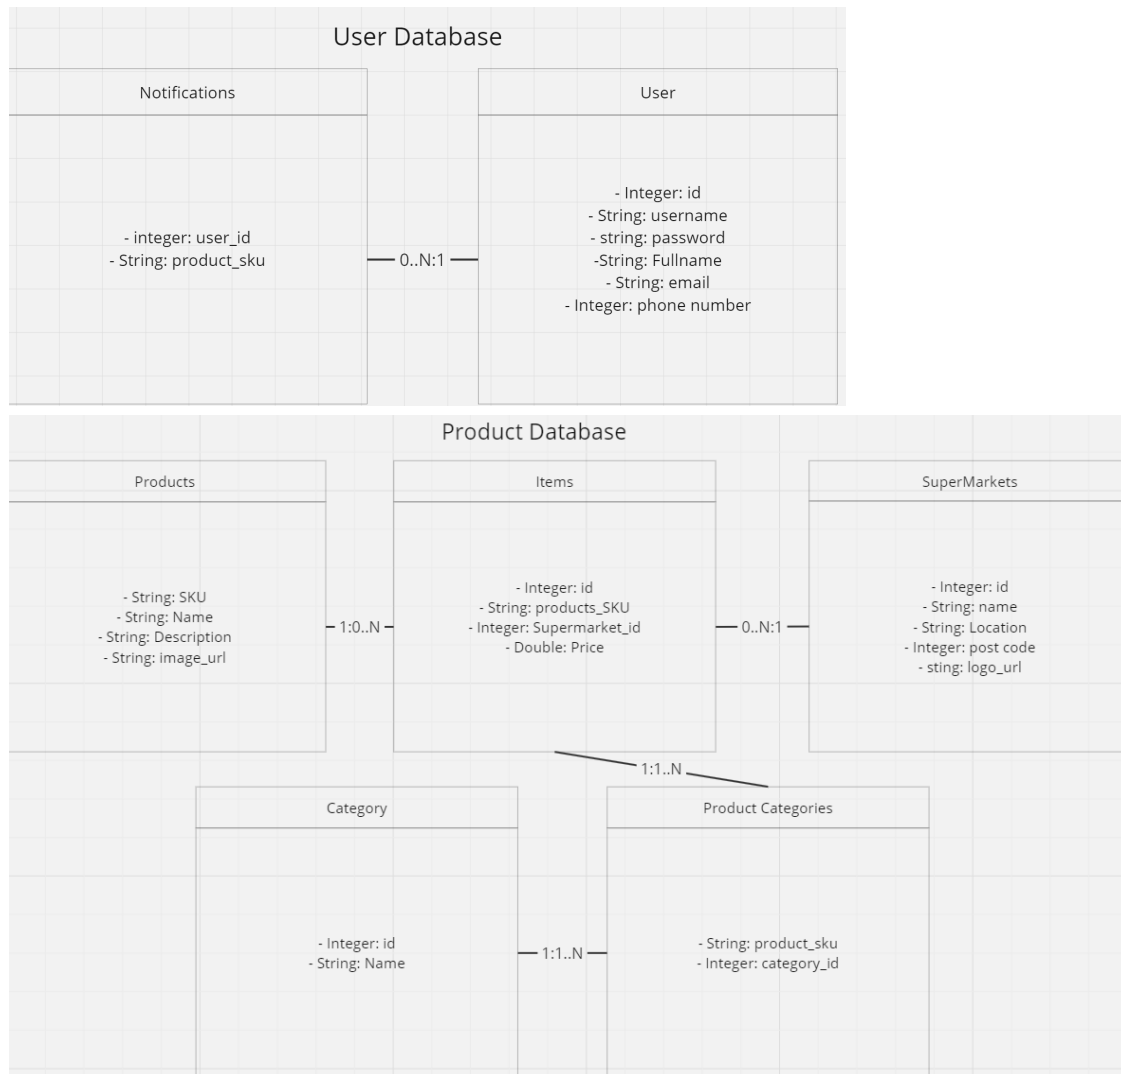 User Database
Notifications
- integer: user_id
- String: product_sku
0..N:1
User
- Integer: id
- String: username
- string: password
-String: Fullname
- String: email
- Integer: phone number
Product Database
Products
- String: SKU
- String: Name
- String: Description
- String: image_url
1:0..N
Items
- Integer: id
- String: products_SKU
- Integer: Supermarket_id
- Double: Price
0..N:1
SuperMarkets
- Integer: id
- String: name
- String: Location
- Integer: post code
- sting: logo_url
1:1..N
Category
- Integer: id
- String: Name
1:1..N
Product Categories
- String: product_sku
- Integer: category_id